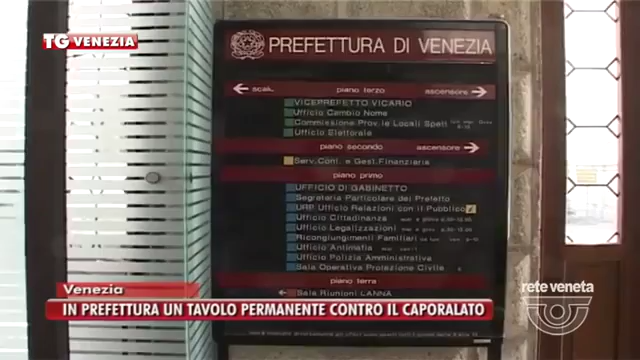 TG VENEZIA
PREFETTURA DI VENEZIA
scale piano terzo ascensore
VICEPREFETTO VICARIO
Ufficio Cambio Nome
Commissione Prov. le Locali Spett.
Ufficio Elettorale
piano secondo ascensore
Serv. Cont. e Gest. Finanziaria
piano primo
UFFICIO DI GABINETTO
Segreteria Particolare del Prefetto
URP Ufficio Relazioni con il Pubblico
Ufficio Cittadinanza
Ufficio Legalizzazioni
Ricongiungimenti Familiari
Ufficio Antimafia
Ufficio Polizia Amministrativa
Sala Operativa Protezione Civile
piano terra
Sala Riunioni LANNA
Venezia
IN PREFETTURA UN TAVOLO PERMANENTE CONTRO IL CAPORALATO
rete veneta